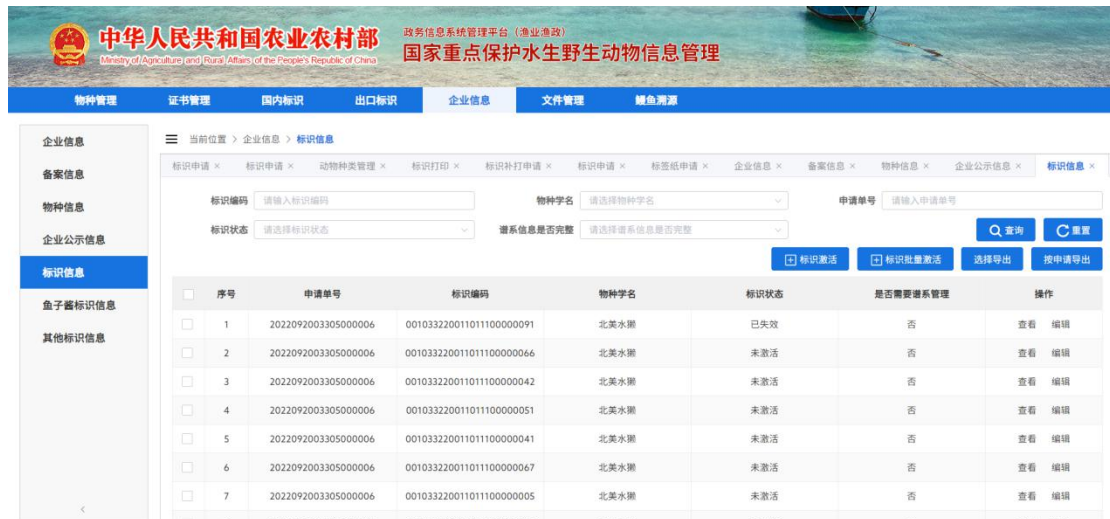 中华人民共和国农业农村部
Ministry of Agriculture and Rural Affairs of the People's Republic of China
政务信息系统管理平台（渔业渔政）
国家重点保护水生野生动物信息管理
物种管理 证书管理 国内标识 出口标识 企业信息 文件管理 鳗鱼溯源
企业信息
备案信息
物种信息
企业公示信息
标识信息
鱼子酱标识信息
其他标识信息
<
当前位置 > 企业信息 > 标识信息
标识申请 × 标识申请 × 动物种类管理 × 标识打印 × 标识补打申请 × 标识申请 × 标签纸申请 × 企业信息 × 备案信息 × 物种信息 × 企业公示信息 × 标识信息 ×
标识编码 请输入标识编码 物种学名 请选择物种学名 申请单号 请输入申请单号
标识状态 请选择标识状态 谱系信息是否完整 请选择谱系信息是否完整 查询 重置
标识激活 标识批量激活 选择导出 按申请导出
序号 申请单号 标识编码 物种学名 标识状态 是否需要谱系管理 操作
1 2022092003305000006 001033220011011100000091 北美水獭 已失效 否 查看 编辑
2 2022092003305000006 001033220011011100000066 北美水獭 未激活 否 查看 编辑
3 2022092003305000006 001033220011011100000042 北美水獭 未激活 否 查看 编辑
4 2022092003305000006 001033220011011100000051 北美水獭 未激活 否 查看 编辑
5 2022092003305000006 001033220011011100000041 北美水獭 未激活 否 查看 编辑
6 2022092003305000006 001033220011011100000067 北美水獭 未激活 否 查看 编辑
7 2022092003305000006 001033220011011100000005 北美水獭 未激活 否 查看 编辑